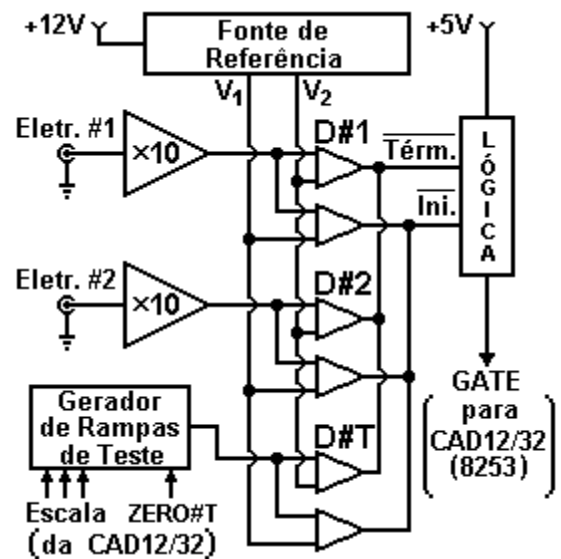 +12V
Fonte de
Referência
+5V
V1
V2
Eletr. #1
×10
D#1
Térm.
Ini.
LÓGICA
Eletr. #2
×10
D#2
GATE
para
CAD12/32
(8253)
Gerador
de Rampas
de Teste
D#T
Escala ZERO#T
(da CAD12/32)